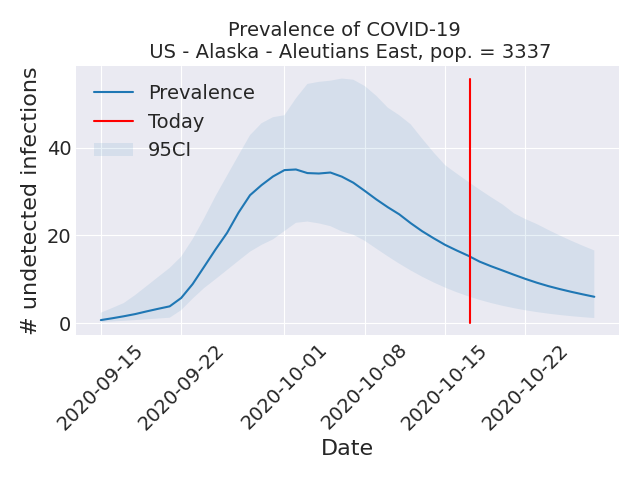 Prevalence of COVID-19
US - Alaska - Aleutians East, pop. = 3337
Prevalence
Today
95CI
# undetected infections
40
20
0
2020-09-15
2020-09-22
2020-10-01
2020-10-08
2020-10-15
2020-10-22
Date